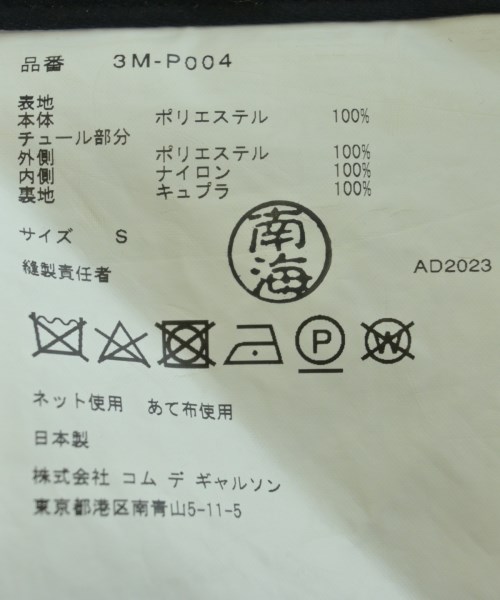 品番 3M-P004
表地
本体 ポリエステル 100%
チュール部分
外側 ポリエステル 100%
内側 ナイロン 100%
裏地 キュプラ 100%
サイズ S
縫製責任者 南海 AD2023
P W
ネット使用 あて布使用
日本製
株式会社 コム デ ギャルソン
東京都港区南青山5-11-5